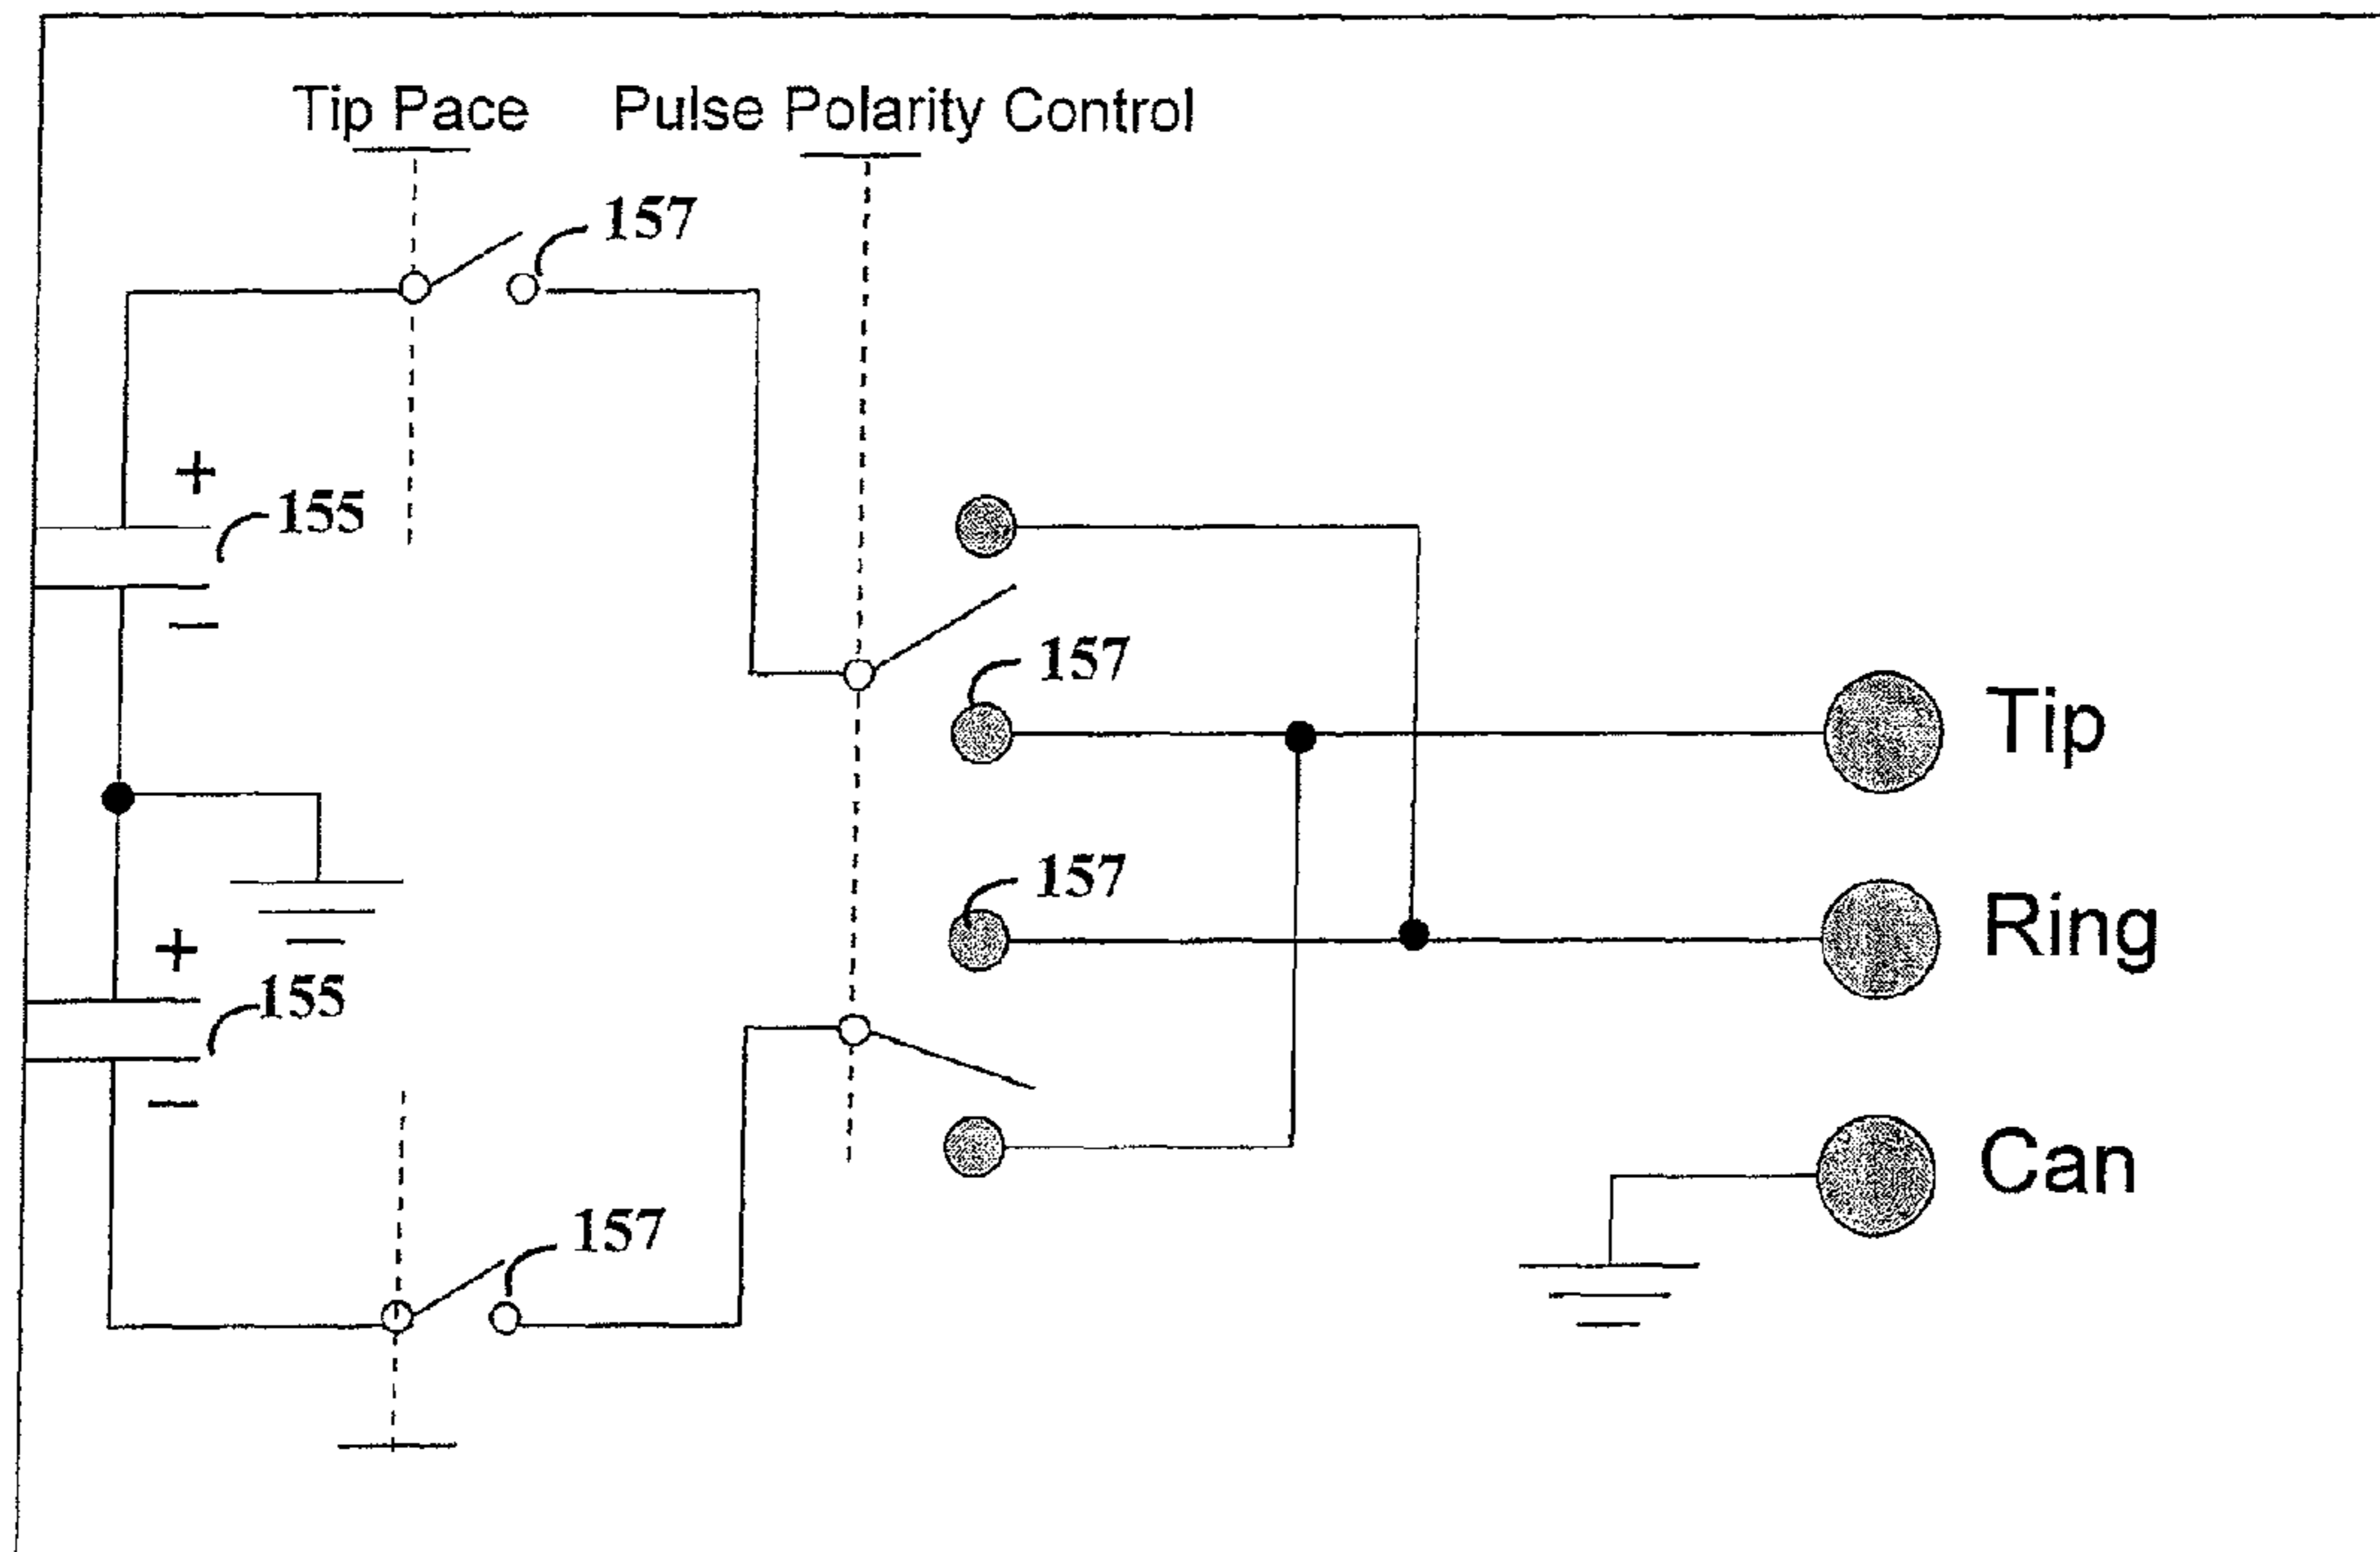 Tip Pace
Pulse Polarity Control
157
+
155
−
157
Tip
157
Ring
+
155
−
Can
157